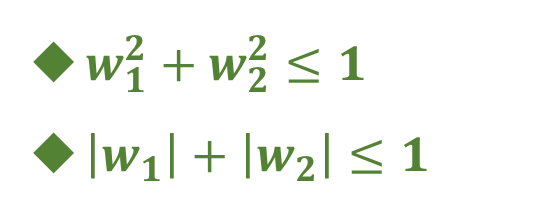 ◆ w₁² + w₂² ≤ 1
◆ |w₁| + |w₂| ≤ 1